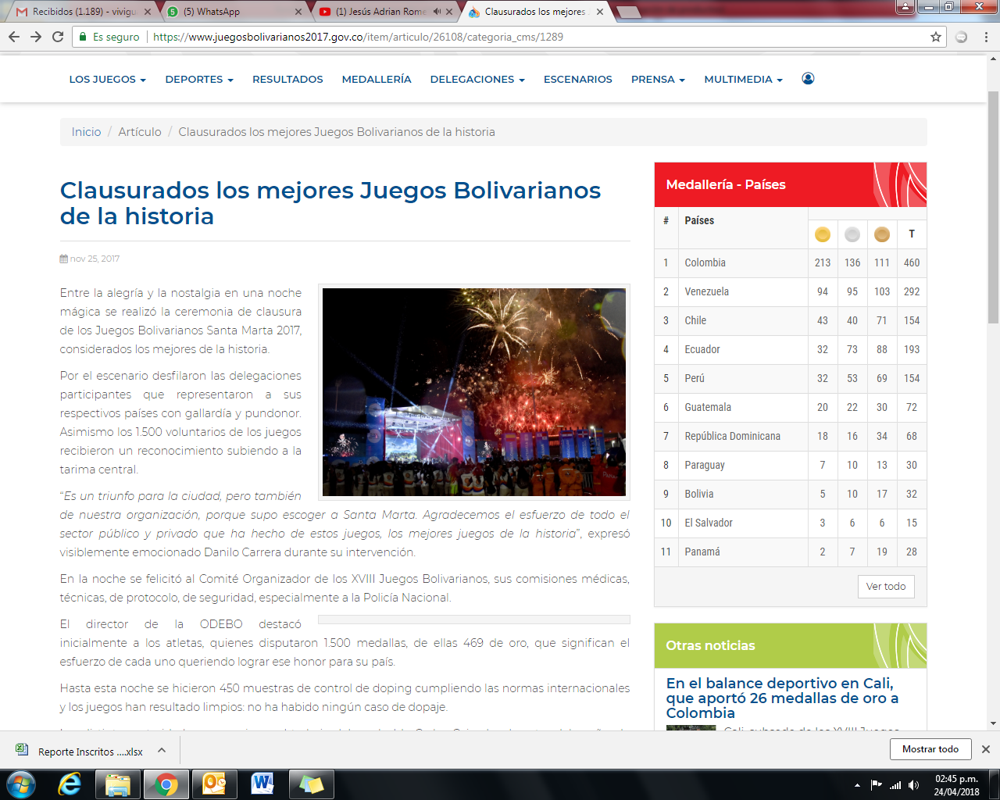 Recibidos (1.189) - vivigu
(5) WhatsApp
(1) Jesús Adrian Rome
Clausurados los mejores
Es seguro
https://www.juegosbolivarianos2017.gov.co/item/articulo/26108/categoria_cms/1289
LOS JUEGOS DEPORTES RESULTADOS MEDALLERÍA DELEGACIONES ESCENARIOS PRENSA MULTIMEDIA
Inicio / Artículo / Clausurados los mejores Juegos Bolivarianos de la historia
Clausurados los mejores Juegos Bolivarianos
de la historia
nov 25, 2017
Entre la alegría y la nostalgia en una noche
mágica se realizó la ceremonia de clausura
de los Juegos Bolivarianos Santa Marta 2017,
considerados los mejores de la historia.
Por el escenario desfilaron las delegaciones
participantes que representaron a sus
respectivos países con gallardía y pundonor.
Asimismo los 1.500 voluntarios de los juegos
recibieron un reconocimiento subiendo a la
tarima central.
“Es un triunfo para la ciudad, pero también
de nuestra organización, porque supo escoger a Santa Marta. Agradecemos el esfuerzo de todo el
sector público y privado que ha hecho de estos juegos, los mejores juegos de la historia”, expresó
visiblemente emocionado Danilo Carrera durante su intervención.
En la noche se felicitó al Comité Organizador de los XVIII Juegos Bolivarianos, sus comisiones médicas,
técnicas, de protocolo, de seguridad, especialmente a la Policía Nacional.
El director de la ODEBO destacó
inicialmente a los atletas, quienes disputaron 1.500 medallas, de ellas 469 de oro, que significan el
esfuerzo de cada uno queriendo lograr ese honor para su país.
Hasta esta noche se hicieron 450 muestras de control de doping cumpliendo las normas internacionales
y los juegos han resultado limpios: no ha habido ningún caso de dopaje.
Medallería - Países
# Países
T
1 Colombia 213 136 111 460
2 Venezuela 94 95 103 292
3 Chile 43 40 71 154
4 Ecuador 32 73 88 193
5 Perú 32 53 69 154
6 Guatemala 20 22 30 72
7 República Dominicana 18 16 34 68
8 Paraguay 7 10 13 30
9 Bolivia 5 10 17 32
10 El Salvador 3 6 6 15
11 Panamá 2 7 19 28
Ver todo
Otras noticias
En el balance deportivo en Cali,
que aportó 26 medallas de oro a
Colombia
Cali, subsede de los XVIII Juegos
Reporte Inscritos ....xlsx
Mostrar todo
02:45 p.m.
24/04/2018